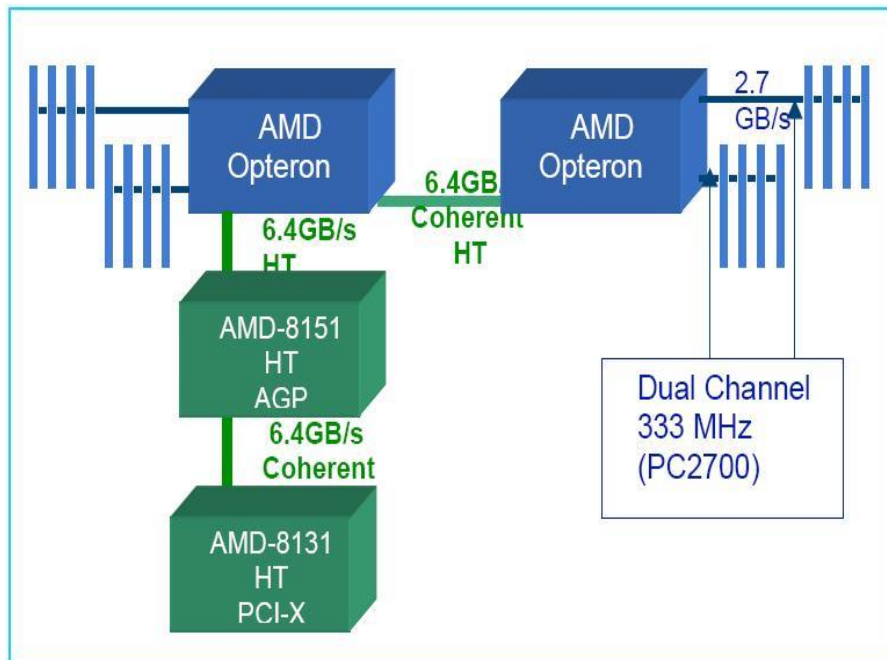 AMD
Opteron
AMD
Opteron
2.7
GB/s
6.4GB/
Coherent
HT
6.4GB/s
HT
AMD-8151
HT
AGP
6.4GB/s
Coherent
AMD-8131
HT
PCI-X
Dual Channel
333 MHz
(PC2700)